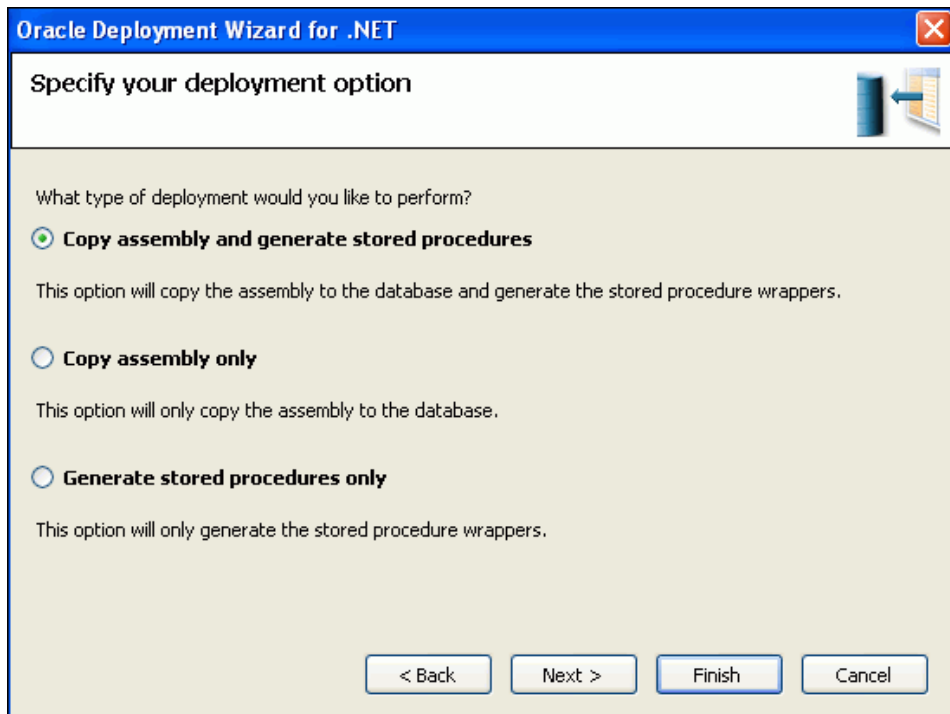 Oracle Deployment Wizard for .NET
Specify your deployment option
What type of deployment would you like to perform?
Copy assembly and generate stored procedures
This option will copy the assembly to the database and generate the stored procedure wrappers.
Copy assembly only
This option will only copy the assembly to the database.
Generate stored procedures only
This option will only generate the stored procedure wrappers.
< Back Next > Finish Cancel